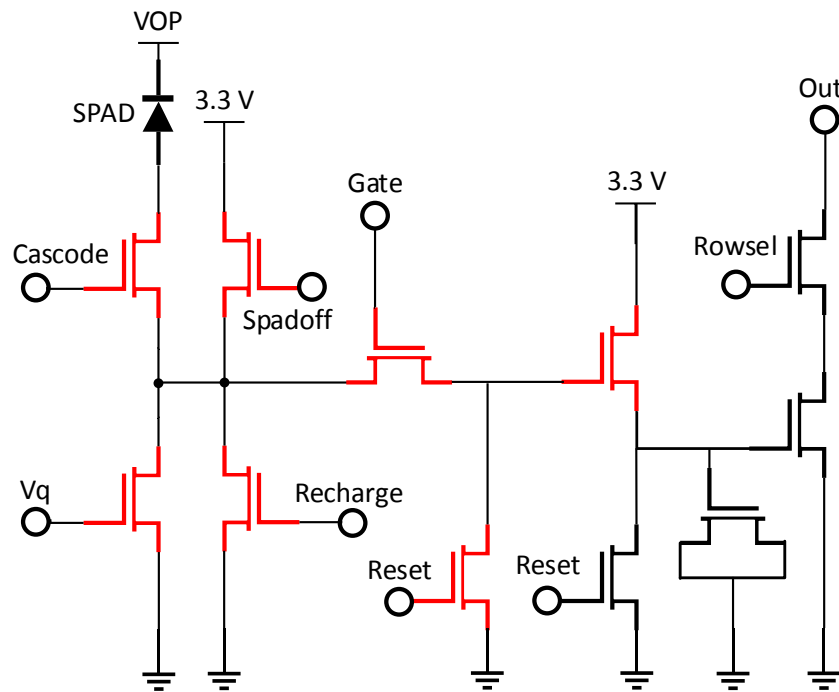 VOP
SPAD
3.3 V
Out
Gate
3.3 V
Cascode
Rowsel
Spadoff
Vq
Recharge
Reset
Reset